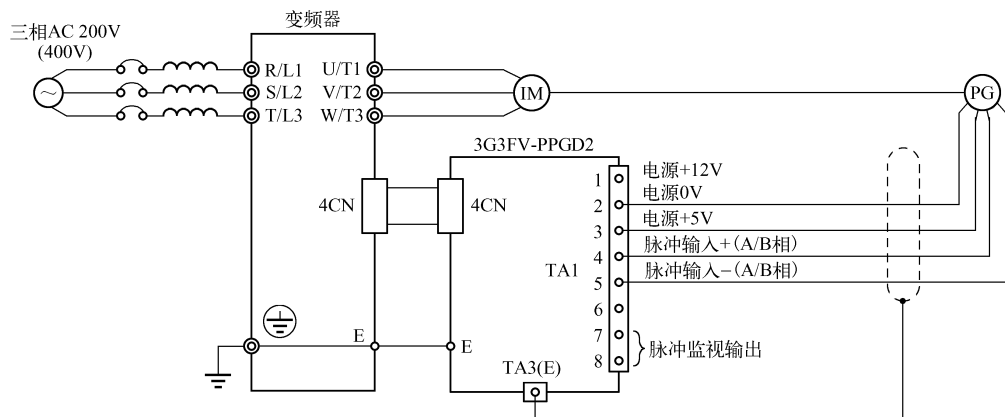 变频器
三相AC 200V
(400V)
~
R/L1
U/T1
S/L2
V/T2
T/L3
W/T3
IM
PG
3G3FV-PPGD2
4CN
4CN
TA1
1
电源+12V
2
电源0V
3
电源+5V
4
脉冲输入+(A/B相)
5
脉冲输入−(A/B相)
6
7
8
脉冲监视输出
E
E
TA3(E)